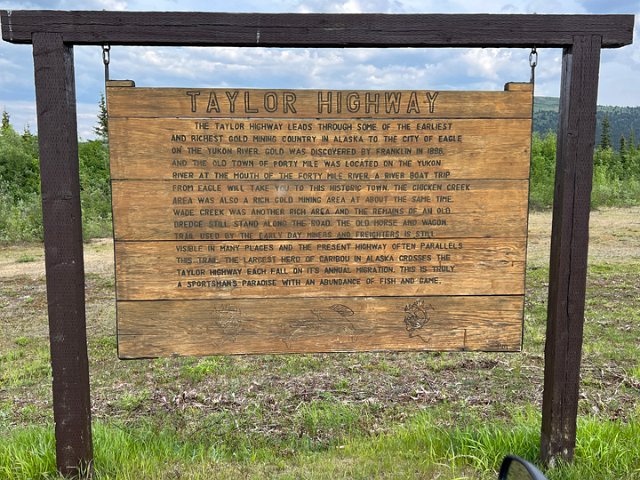 TAYLOR HIGHWAY
THE TAYLOR HIGHWAY LEADS THROUGH SOME OF THE EARLIEST
AND RICHEST GOLD MINING COUNTRY IN ALASKA TO THE CITY OF EAGLE
ON THE YUKON RIVER. GOLD WAS DISCOVERED BY FRANKLIN IN 1886,
AND THE OLD TOWN OF FORTY MILE WAS LOCATED ON THE YUKON
RIVER AT THE MOUTH OF THE FORTY MILE RIVER. A RIVER BOAT TRIP
FROM EAGLE WILL TAKE YOU TO THIS HISTORIC TOWN. THE CHICKEN CREEK
AREA WAS ALSO A RICH GOLD MINING AREA AT ABOUT THE SAME TIME.
WADE CREEK WAS ANOTHER RICH AREA AND THE REMAINS OF AN OLD
DREDGE STILL STAND ALONG THE ROAD. THE OLD HORSE AND WAGON
TRAIL USED BY THE EARLY DAY MINERS AND FREIGHTERS IS STILL
VISIBLE IN MANY PLACES AND THE PRESENT HIGHWAY OFTEN PARALLELS
THIS TRAIL. THE LARGEST HERD OF CARIBOU IN ALASKA CROSSES THE
TAYLOR HIGHWAY EACH FALL ON IT'S ANNUAL MIGRATION. THIS IS TRULY
A SPORTSMAN'S PARADISE WITH AN ABUNDANCE OF FISH AND GAME.